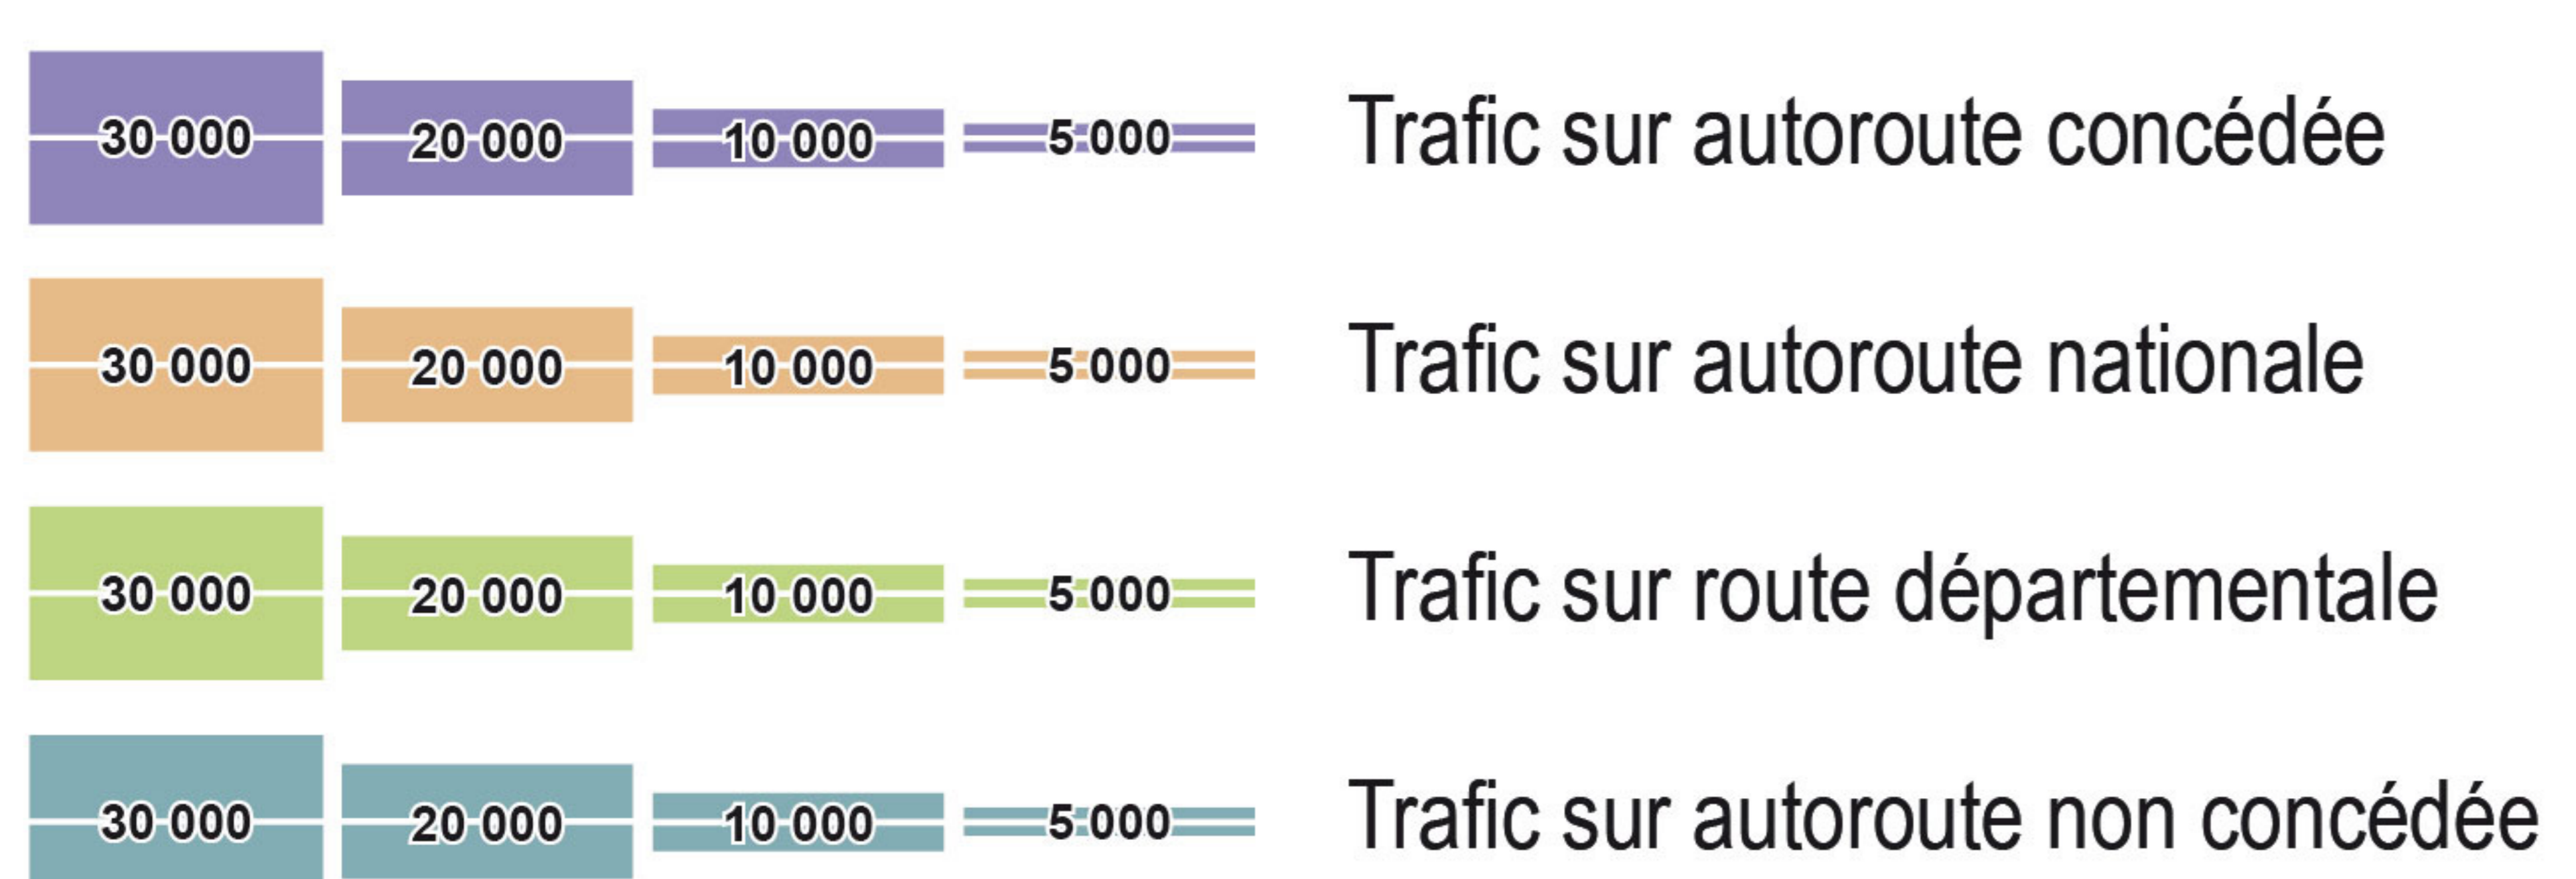 30 000 20 000 10 000 5 000 Trafic sur autoroute concédée
30 000 20 000 10 000 5 000 Trafic sur autoroute nationale
30 000 20 000 10 000 5 000 Trafic sur route départementale
30 000 20 000 10 000 5 000 Trafic sur autoroute non concédée